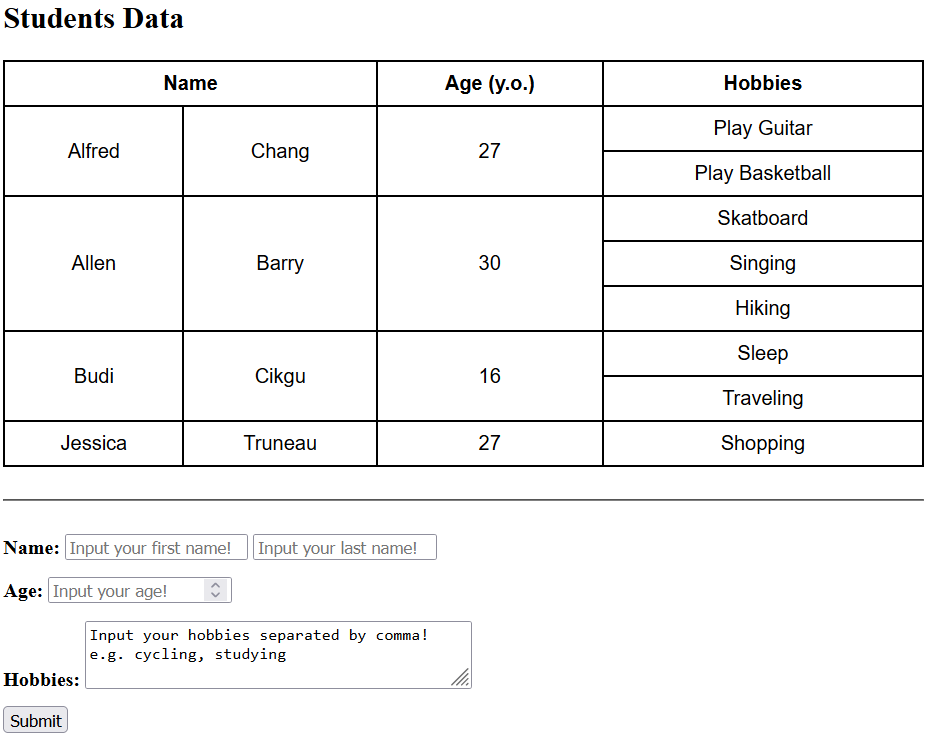 Students Data
Name Age (y.o.) Hobbies
Alfred Chang 27 Play Guitar
Play Basketball
Allen Barry 30 Skatboard
Singing
Hiking
Budi Cikgu 16 Sleep
Traveling
Jessica Truneau 27 Shopping
Name: Input your first name! Input your last name!
Age: Input your age!
Hobbies: Input your hobbies separated by comma!
e.g. cycling, studying
Submit